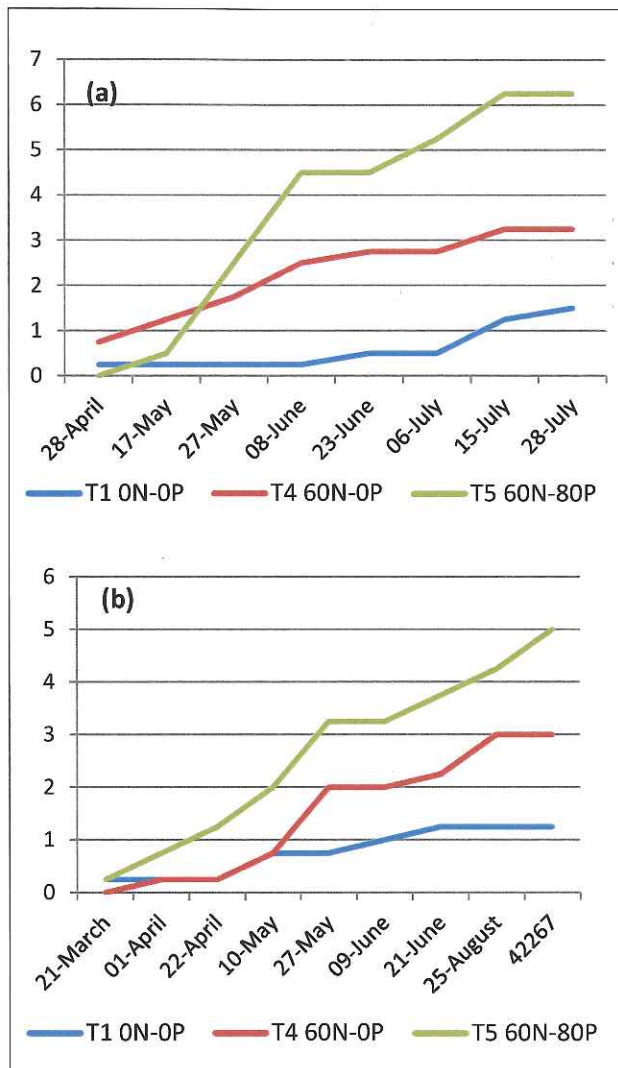 (a)
7
6
5
4
3
2
1
0
28-April 17-May 27-May 08-June 23-June 06-July 15-July 28-July
T1 0N-0P T4 60N-0P T5 60N-80P
(b)
6
5
4
3
2
1
0
21-March 01-April 22-April 10-May 27-May 09-June 21-June 25-August 42267
T1 0N-0P T4 60N-0P T5 60N-80P